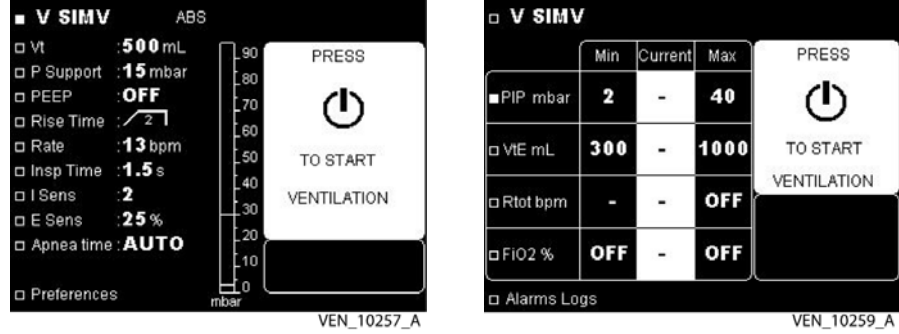 V SIMV ABS
Vt :500 mL
P Support :15 mbar
PEEP :OFF
Rise Time : 2
Rate :13 bpm
Insp Time :1.5 s
I Sens :2
E Sens :25 %
Apnea time : AUTO
Preferences
90
80
70
60
50
40
30
20
10
0
mbar
PRESS
TO START
VENTILATION
VEN_10257_A
V SIMV
Min Current Max
PIP mbar 2 - 40
VtE mL 300 - 1000
Rtot bpm - - OFF
FiO2 % OFF - OFF
Alarms Logs
PRESS
TO START
VENTILATION
VEN_10259_A